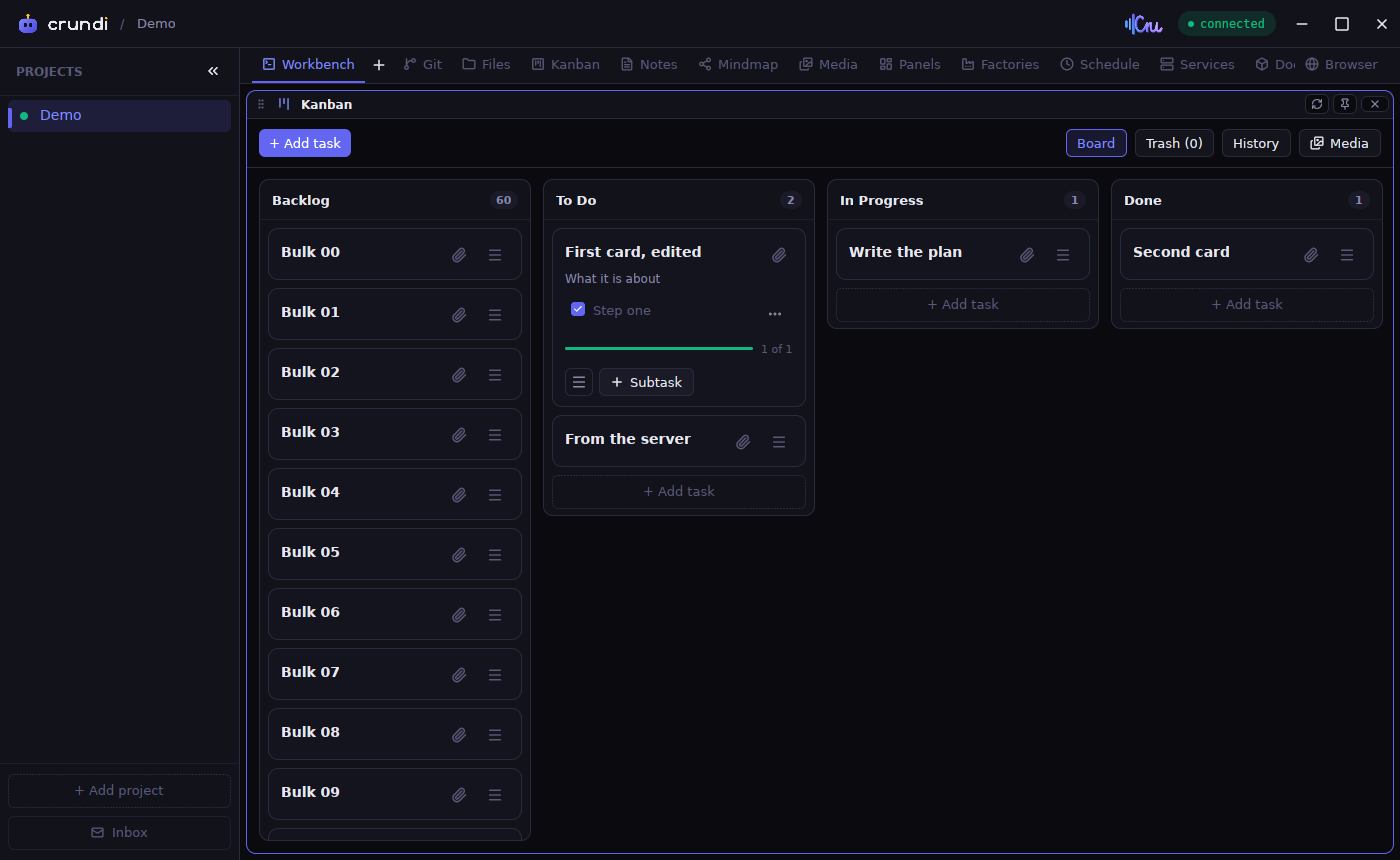 crundi / Demo
Cru
connected
PROJECTS
Demo
+ Add project
Inbox
Workbench
Git
Files
Kanban
Notes
Mindmap
Media
Panels
Factories
Schedule
Services
Doc
Browser
Kanban
+ Add task
Board
Trash (0)
History
Media
Backlog 60
Bulk 00
Bulk 01
Bulk 02
Bulk 03
Bulk 04
Bulk 05
Bulk 06
Bulk 07
Bulk 08
Bulk 09
To Do 2
First card, edited
What it is about
Step one
1 of 1
+ Subtask
From the server
+ Add task
In Progress 1
Write the plan
+ Add task
Done 1
Second card
+ Add task